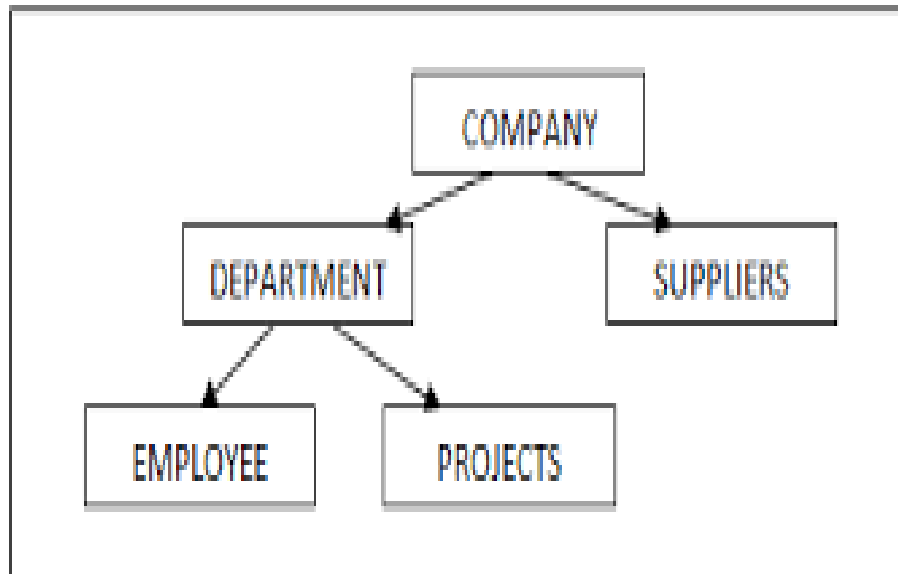 COMPANY
DEPARTMENT
SUPPLIERS
EMPLOYEE
PROJECTS